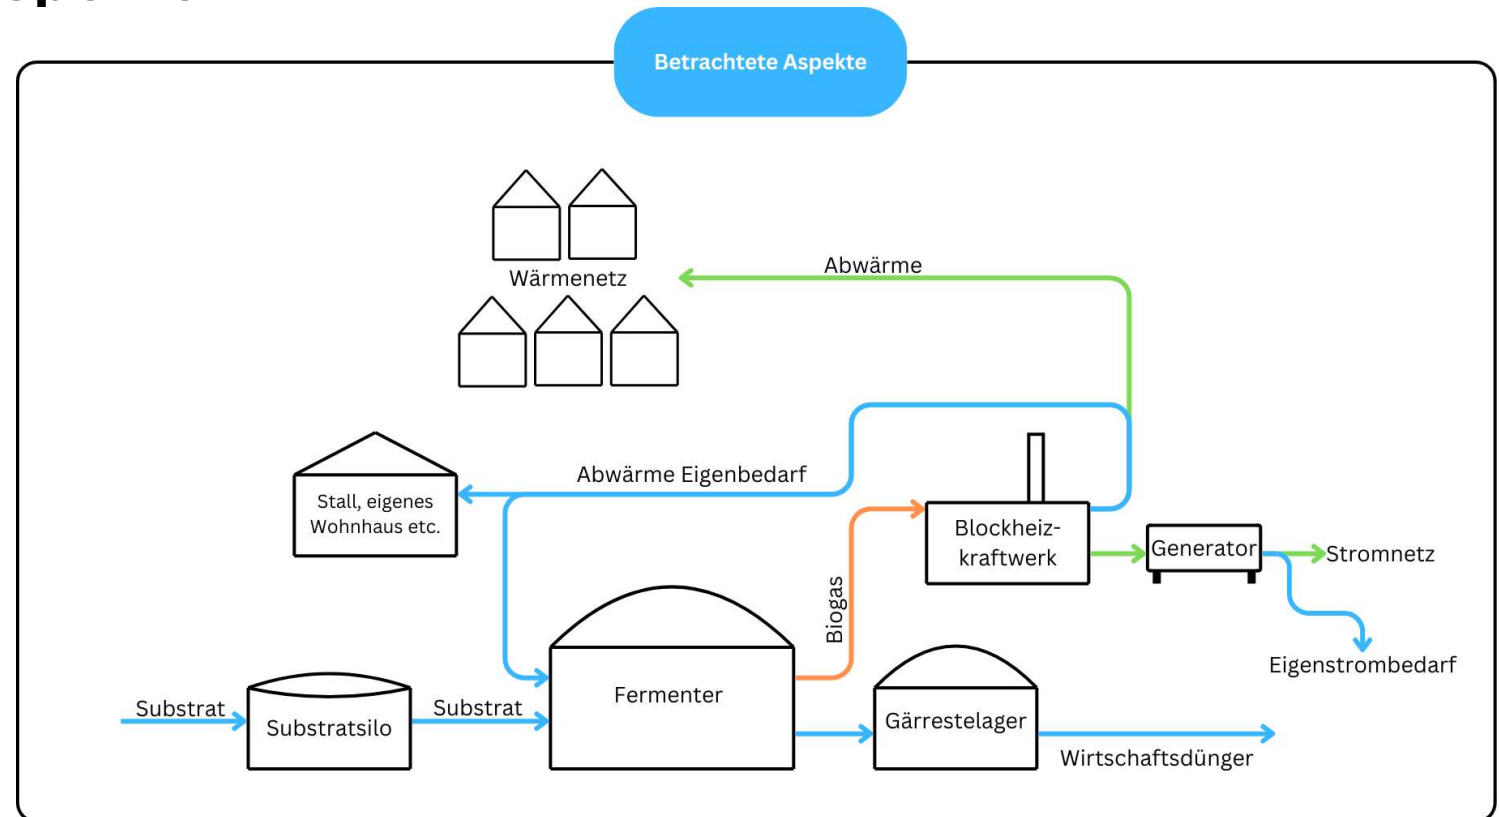 Betrachtete Aspekte
Abwärme
Wärmenetz
Abwärme Eigenbedarf
Stall, eigenes
Wohnhaus etc.
Blockheiz-
kraftwerk
Generator
Stromnetz
Biogas
Eigenstrombedarf
Fermenter
Substrat
Substrat
Substratsilo
Gärrestelager
Wirtschaftsdünger